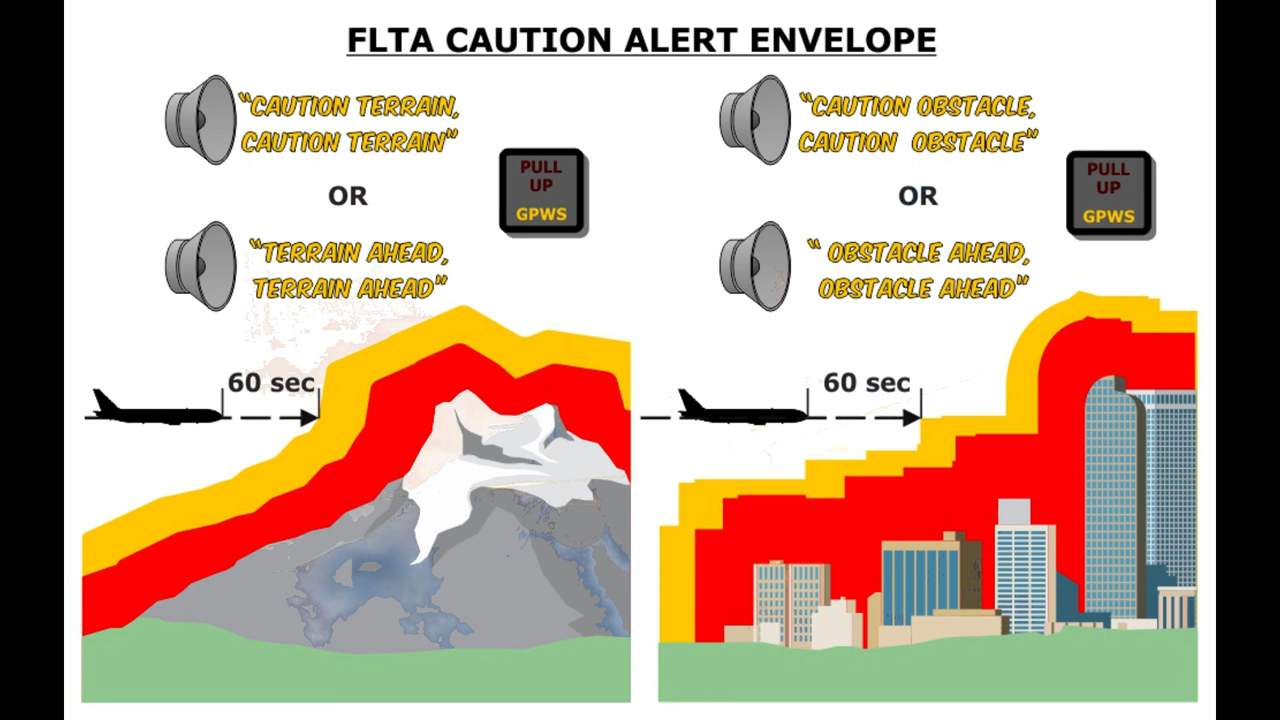 FLTA CAUTION ALERT ENVELOPE
"CAUTION TERRAIN,
CAUTION TERRAIN"
OR
"TERRAIN AHEAD,
TERRAIN AHEAD"
PULL
UP
GPWS
60 sec
"CAUTION OBSTACLE,
CAUTION OBSTACLE"
OR
" OBSTACLE AHEAD,
OBSTACLE AHEAD"
PULL
UP
GPWS
60 sec